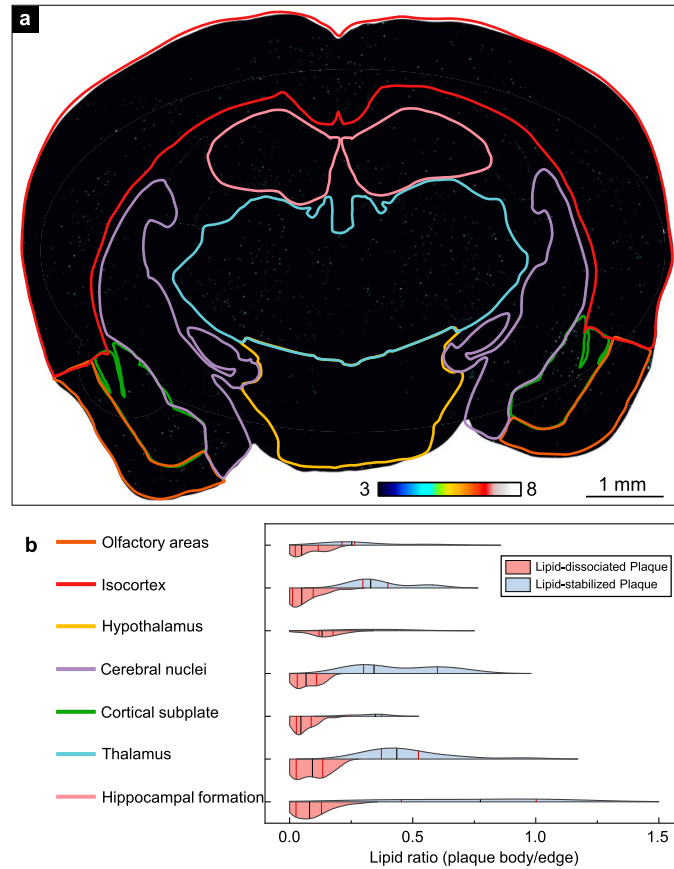 a
3
8
1 mm
b
Olfactory areas
Isocortex
Hypothalamus
Cerebral nuclei
Cortical subplate
Thalamus
Hippocampal formation
Lipid-dissociated Plaque
Lipid-stabilized Plaque
0.0 0.5 1.0 1.5
Lipid ratio (plaque body/edge)